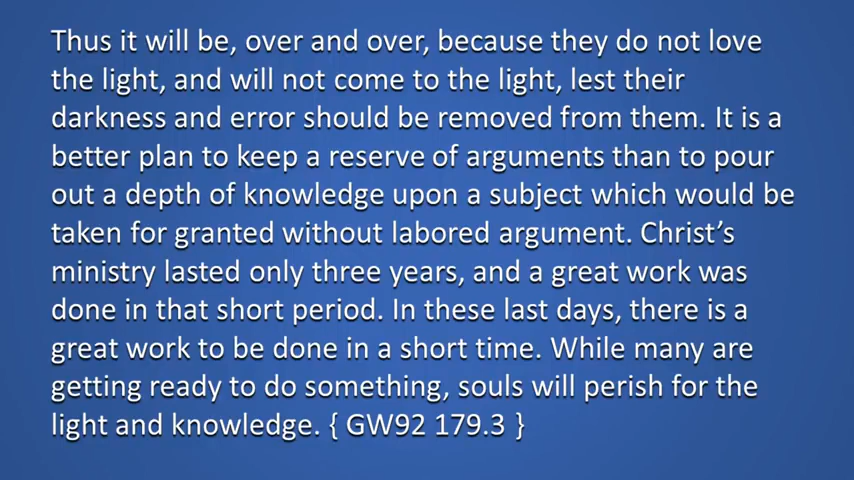 Thus it will be, over and over, because they do not love
the light, and will not come to the light, lest their
darkness and error should be removed from them. It is a
better plan to keep a reserve of arguments than to pour
out a depth of knowledge upon a subject which would be
taken for granted without labored argument. Christ’s
ministry lasted only three years, and a great work was
done in that short period. In these last days, there is a
great work to be done in a short time. While many are
getting ready to do something, souls will perish for the
light and knowledge. { GW92 179.3 }